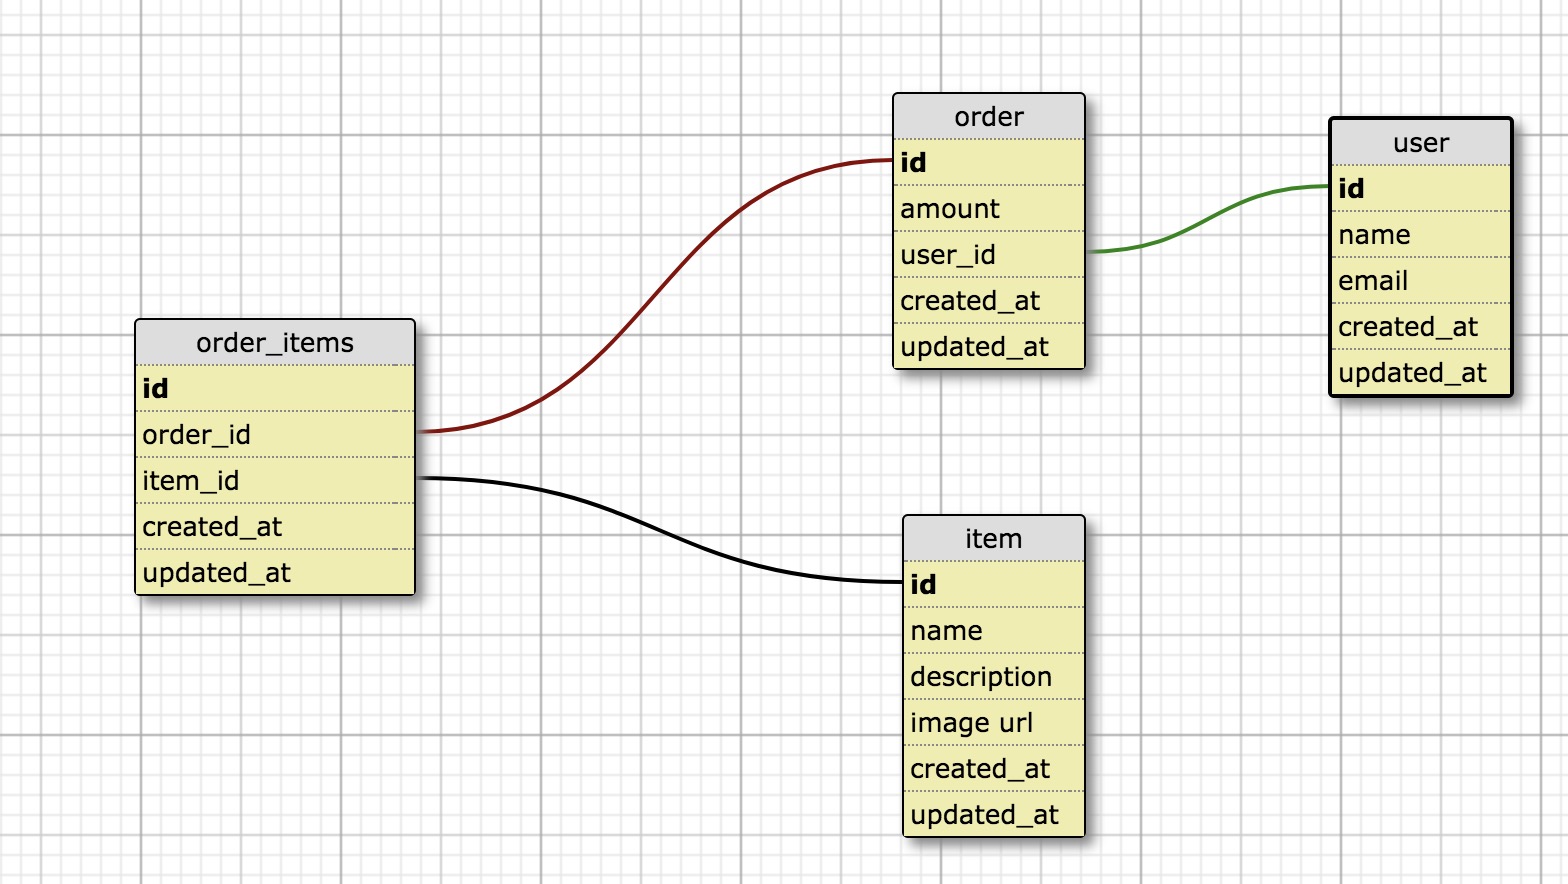 order
id
amount
user_id
created_at
updated_at
user
id
name
email
created_at
updated_at
order_items
id
order_id
item_id
created_at
updated_at
item
id
name
description
image url
created_at
updated_at